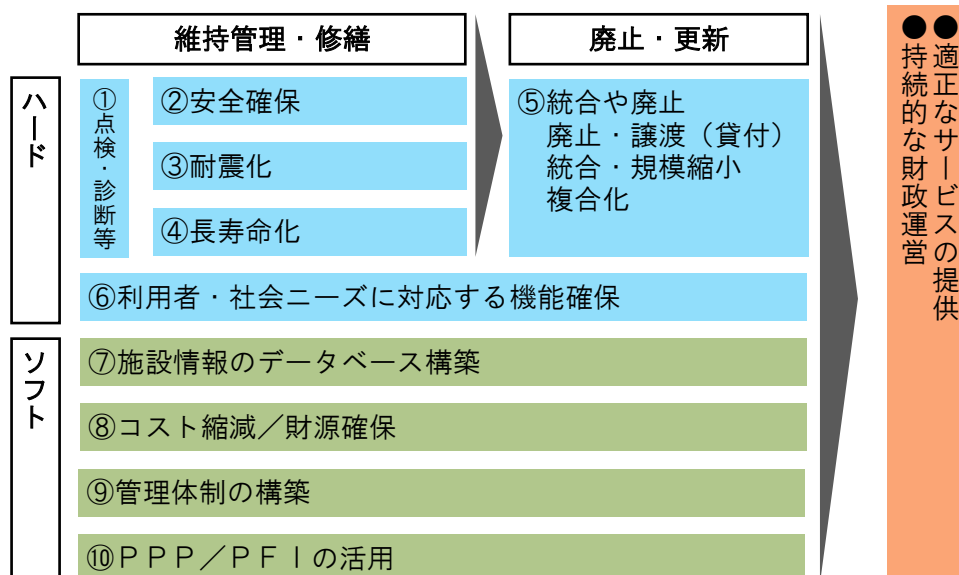 維持管理・修繕
廃止・更新
ハード
①点検・診断等
②安全確保
③耐震化
④長寿命化
⑤統合や廃止
廃止・譲渡（貸付）
統合・規模縮小
複合化
⑥利用者・社会ニーズに対応する機能確保
ソフト
⑦施設情報のデータベース構築
⑧コスト縮減／財源確保
⑨管理体制の構築
⑩ＰＰＰ／ＰＦＩの活用
●適正なサービスの提供
●持続的な財政運営